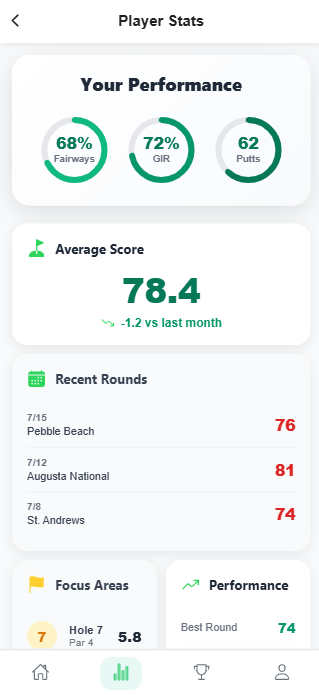 Player Stats
Your Performance
68%
Fairways
72%
GIR
62
Putts
Average Score
78.4
-1.2 vs last month
Recent Rounds
7/15
Pebble Beach
76
7/12
Augusta National
81
7/8
St. Andrews
74
Focus Areas
7
Hole 7
Par 4
5.8
Performance
Best Round
74